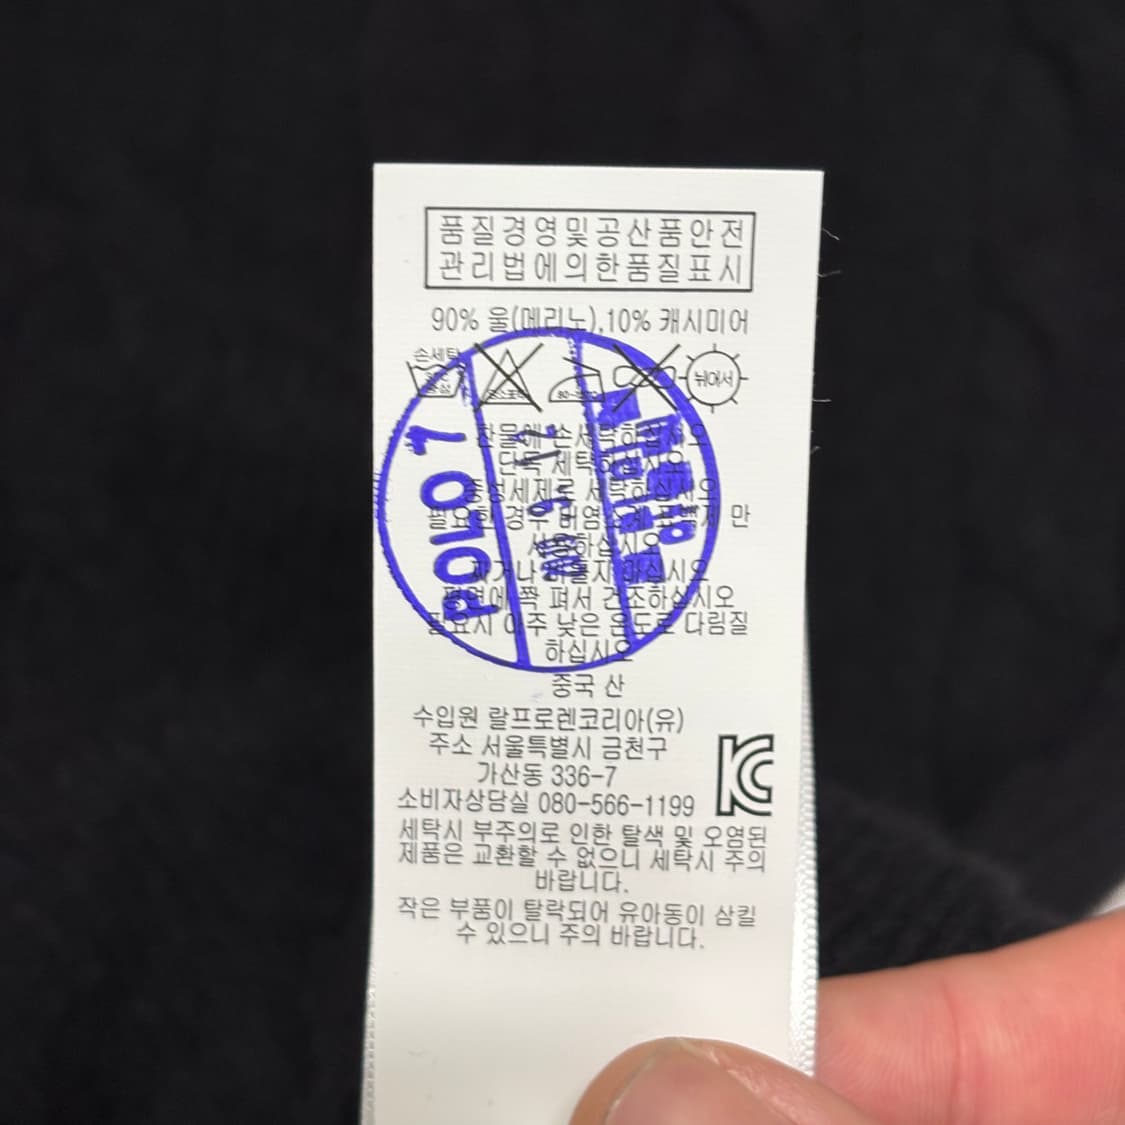 품질경영및공산품안전
관리법에의한품질표시
90% 울(메리노),10% 캐시미어
손세탁
염소표백
80~120
뉘어서
찬물에 손세탁하십시오
단독 세탁하십시오
중성세제로 세탁하십시오
필요한 경우 비염소계 표백제 만
사용하십시오
짜거나 비틀지 마십시오
평면에 쫙 펴서 건조하십시오
필요시 아주 낮은 온도로 다림질
하십시오
중국 산
POLO 1
수입원 랄프로렌코리아(유)
주소 서울특별시 금천구
가산동 336-7
소비자상담실 080-566-1199
KC
세탁시 부주의로 인한 탈색 및 오염된
제품은 교환할 수 없으니 세탁시 주의
바랍니다.
작은 부품이 탈락되어 유아동이 삼킬
수 있으니 주의 바랍니다.